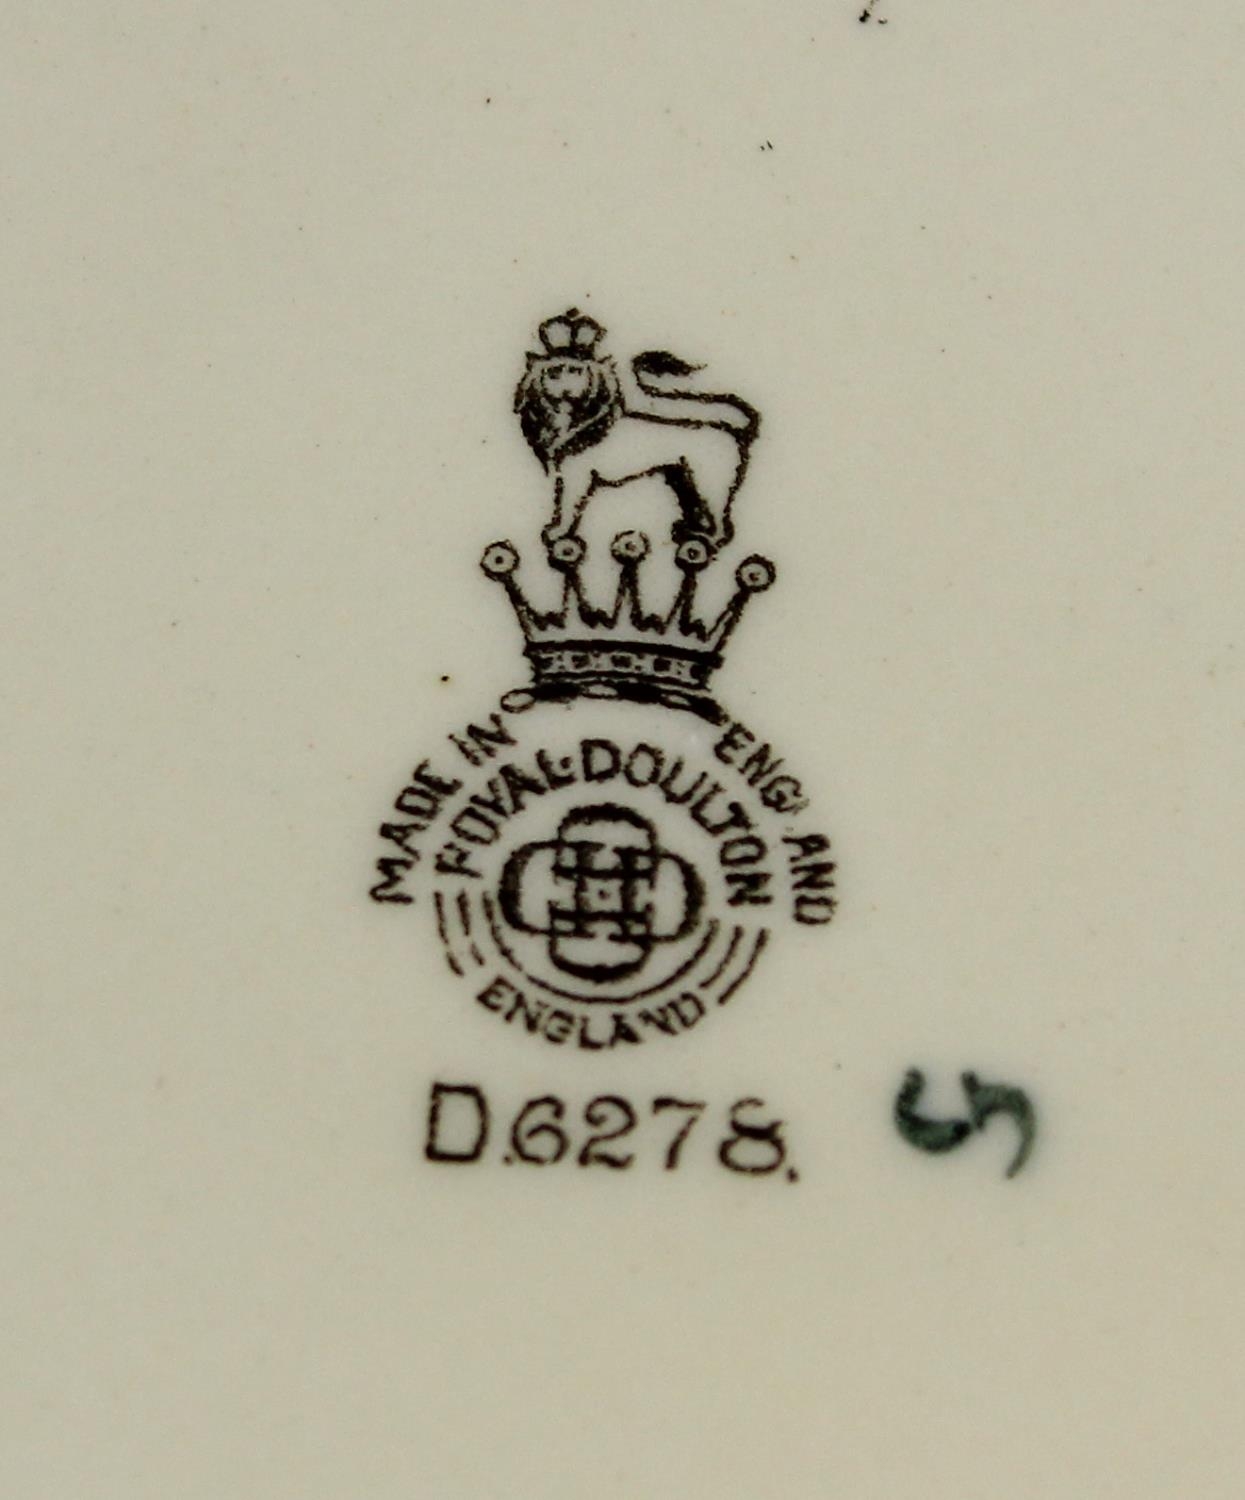 MADE IN ENGLAND
ROYAL·DOULTON
ENGLAND
D.6278.